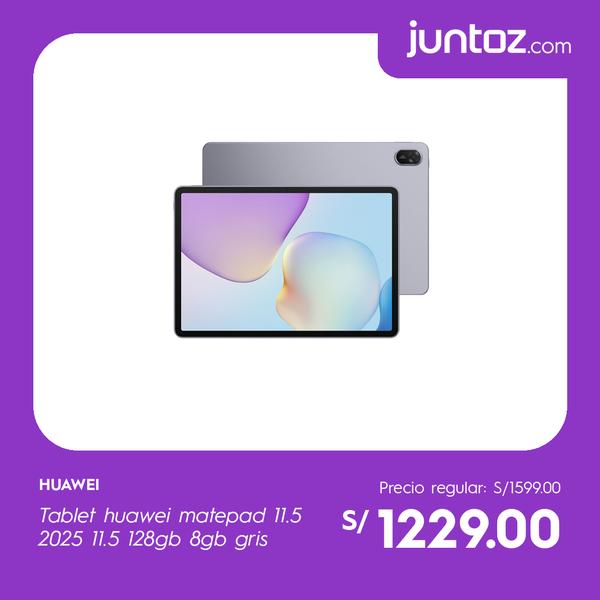 juntoz.com
HUAWEI
Tablet huawei matepad 11.5
2025 11.5 128gb 8gb gris
Precio regular: S/1599.00
S/ 1229.00